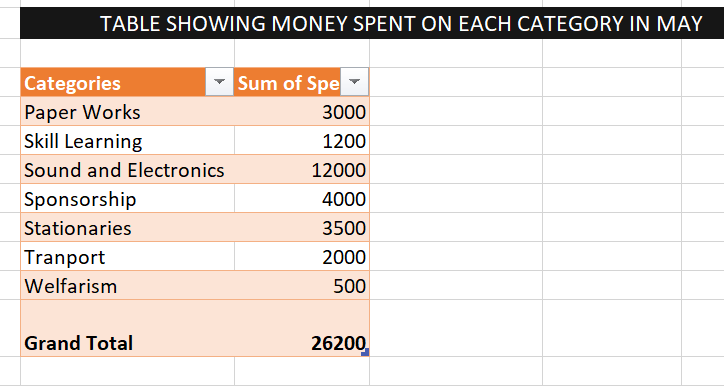 TABLE SHOWING MONEY SPENT ON EACH CATEGORY IN MAY
Categories Sum of Spe
Paper Works 3000
Skill Learning 1200
Sound and Electronics 12000
Sponsorship 4000
Stationaries 3500
Tranport 2000
Welfarism 500
Grand Total 26200